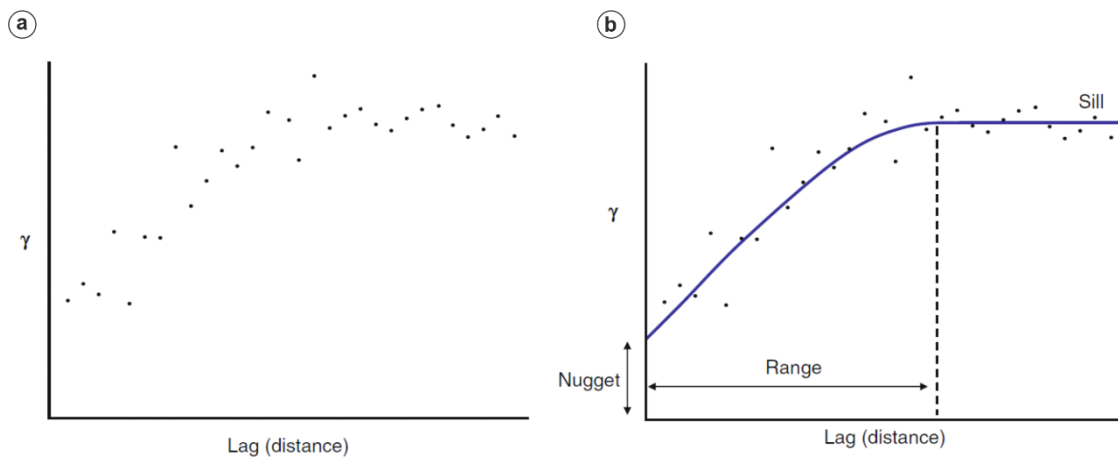 a
γ
Lag (distance)
b
Sill
γ
Range
Nugget
Lag (distance)